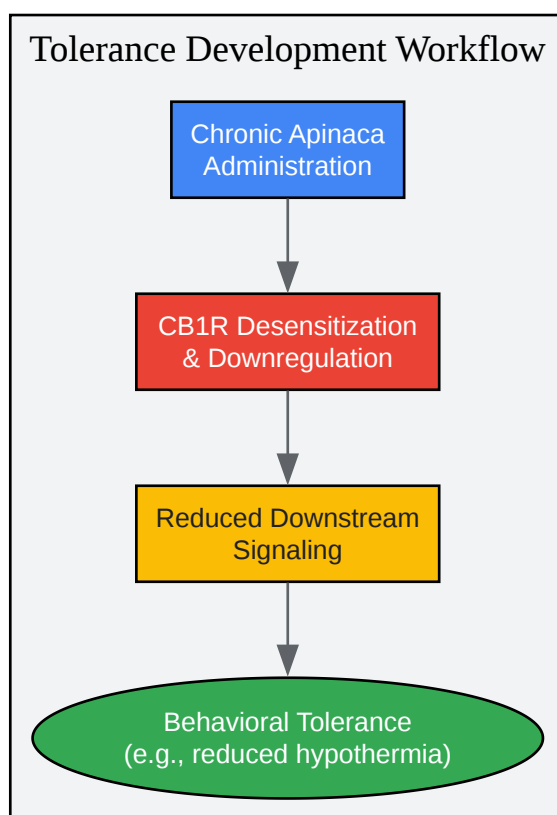 Tolerance Development Workflow
Chronic Apinaca
Administration
CB1R Desensitization
& Downregulation
Reduced Downstream
Signaling
Behavioral Tolerance
(e.g., reduced hypothermia)